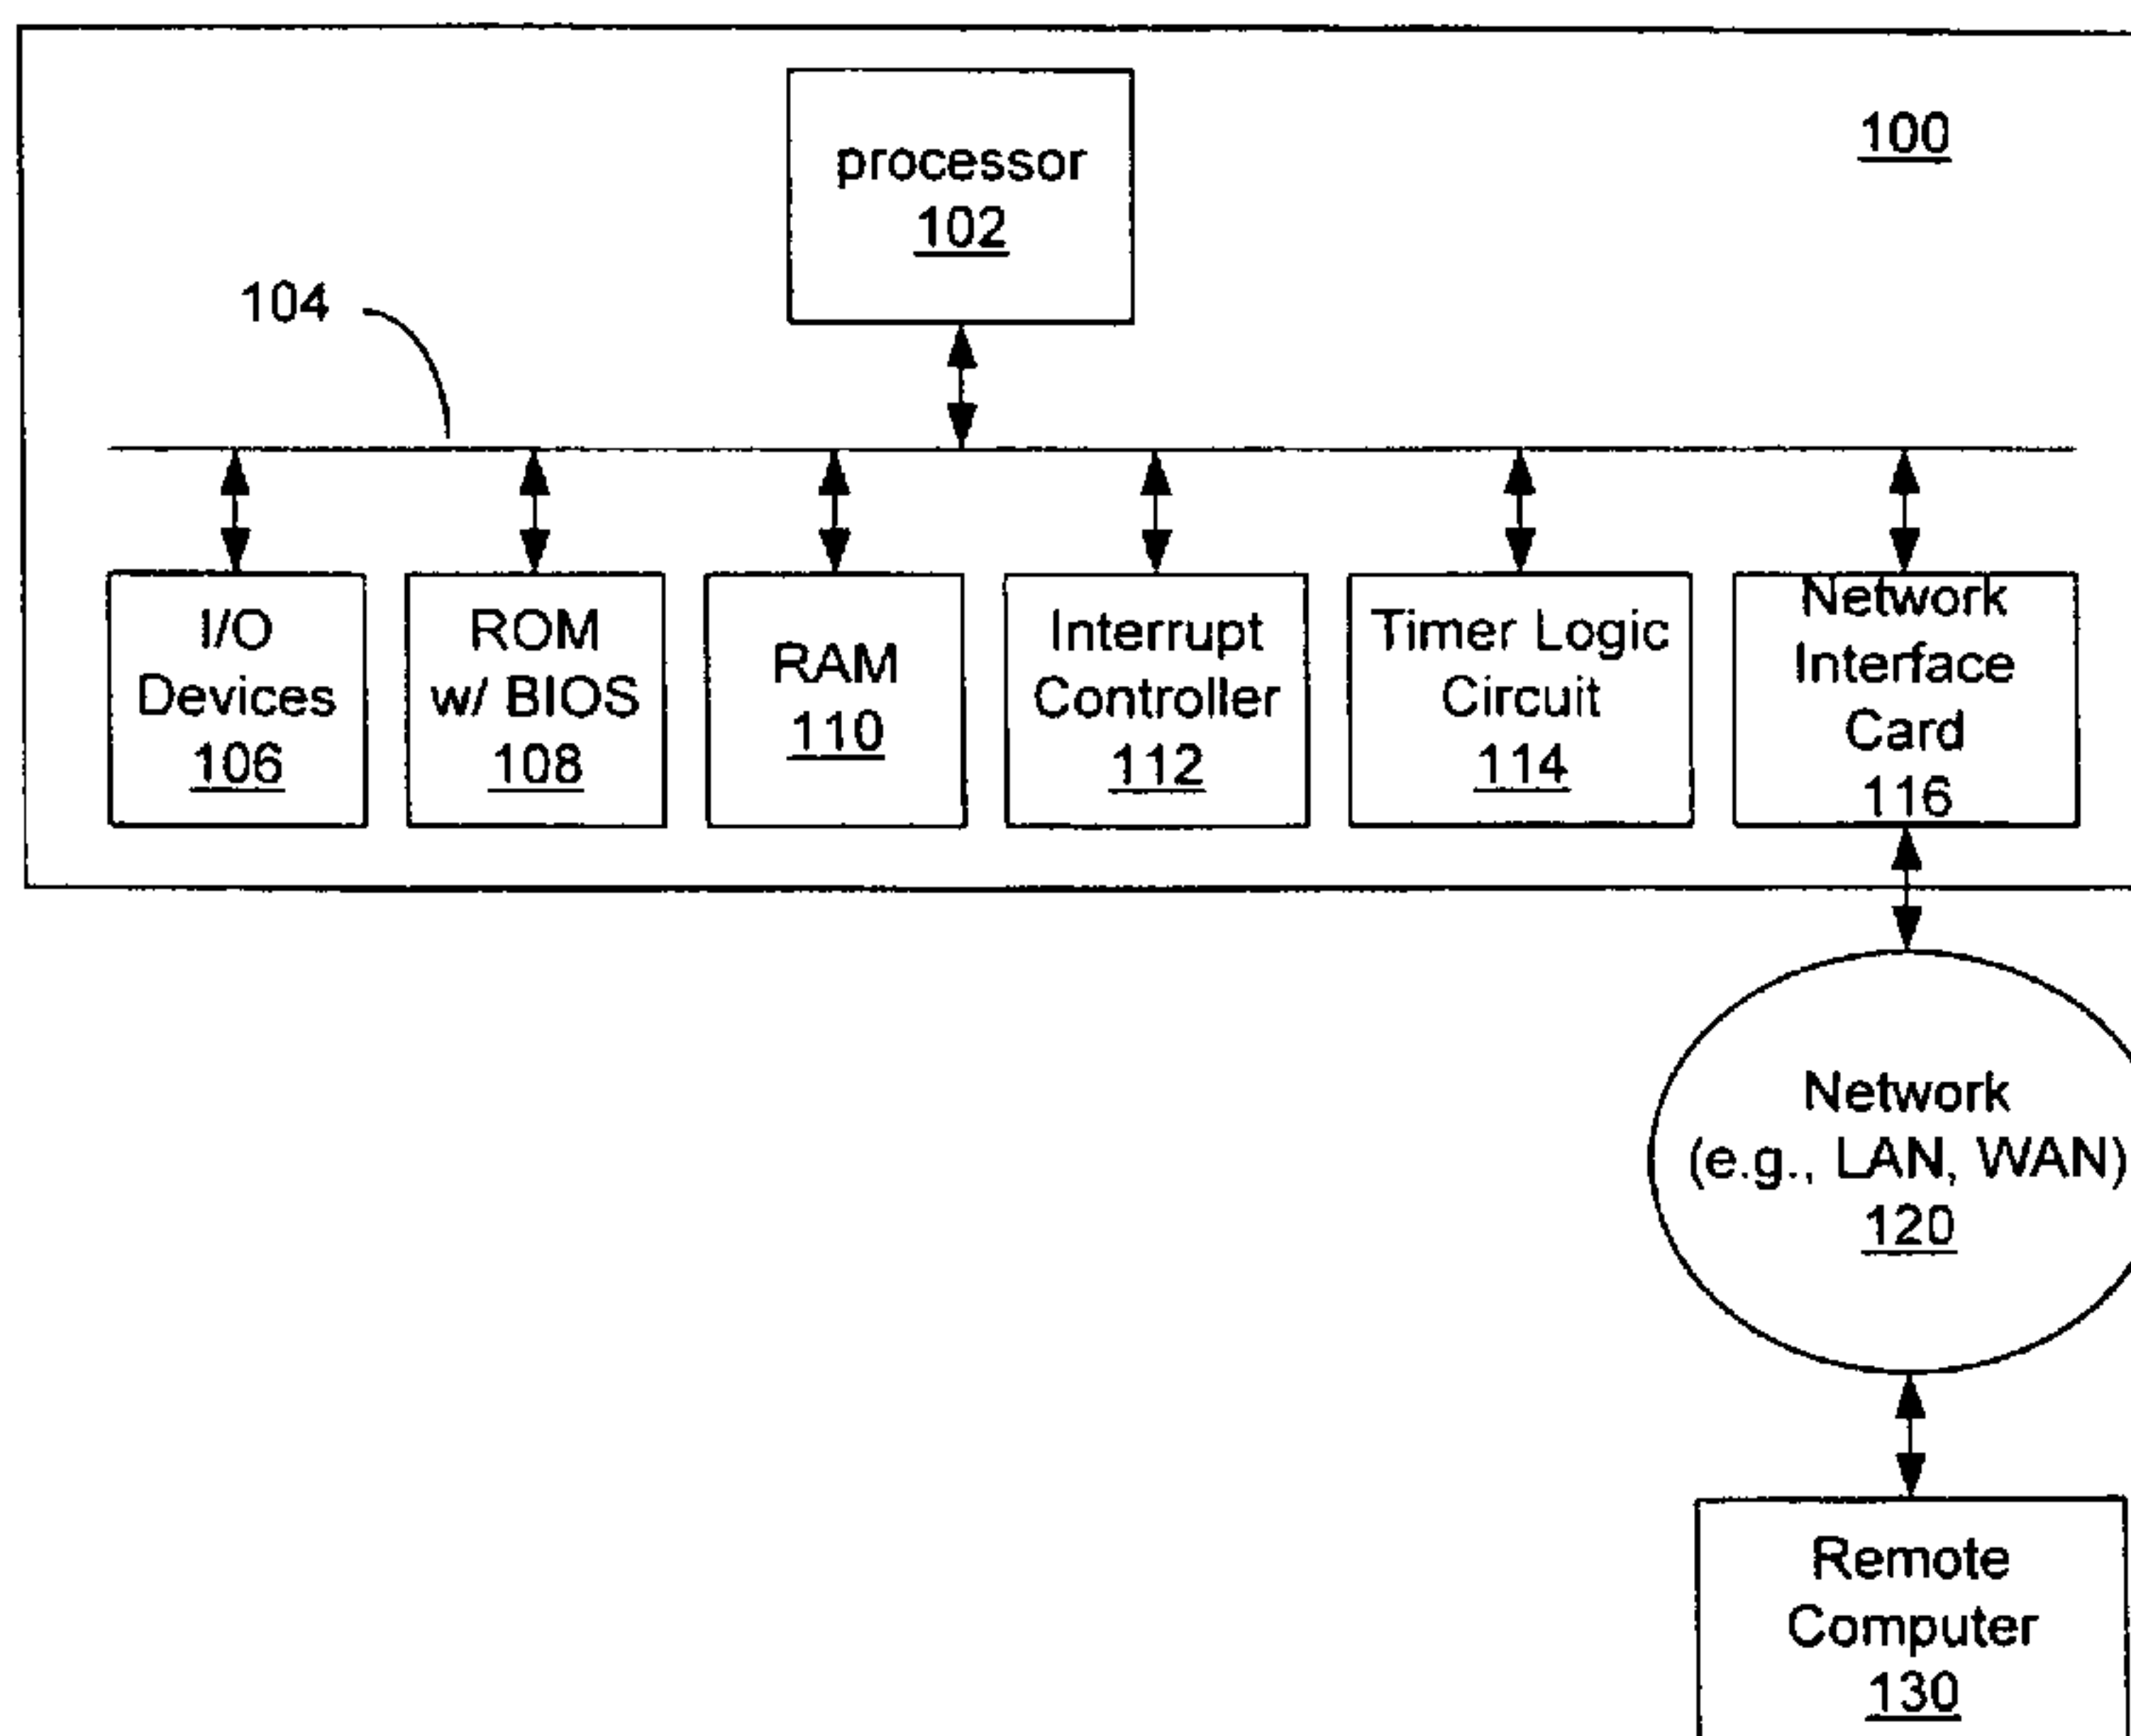 100
processor
102
104
I/O
Devices
106
ROM
w/ BIOS
108
RAM
110
Interrupt
Controller
112
Timer Logic
Circuit
114
Network
Interface
Card
116
Network
(e.g., LAN, WAN)
120
Remote
Computer
130